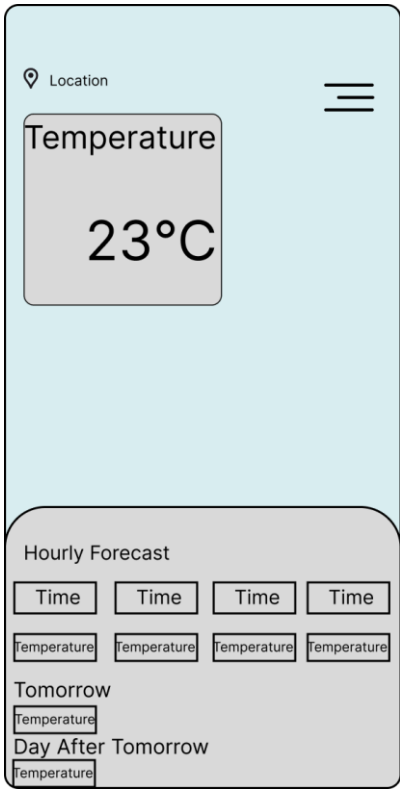 Location
Temperature
23°C
Hourly Forecast
Time Time Time Time
Temperature Temperature Temperature Temperature
Tomorrow
Temperature
Day After Tomorrow
Temperature